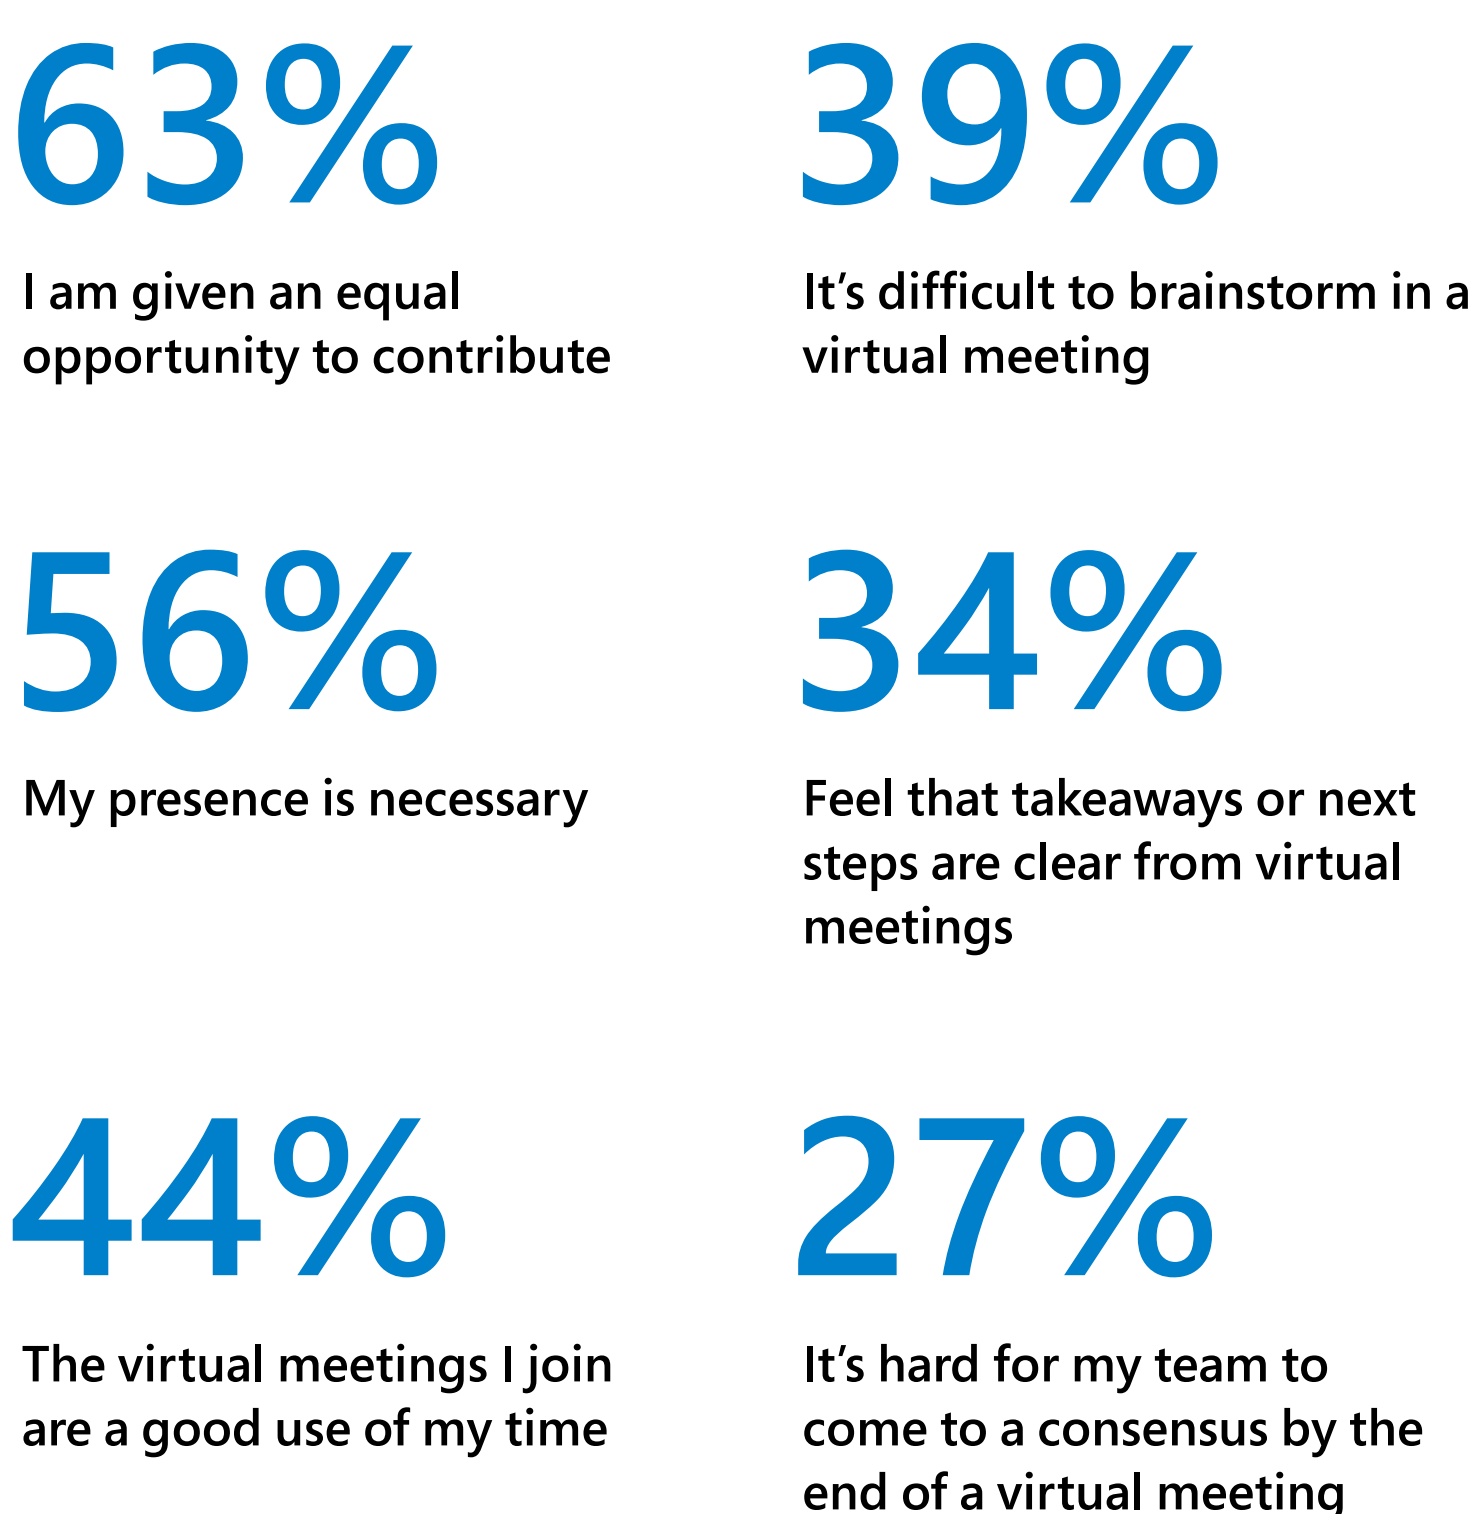 63%
I am given an equal
opportunity to contribute
39%
It’s difficult to brainstorm in a
virtual meeting
56%
My presence is necessary
34%
Feel that takeaways or next
steps are clear from virtual
meetings
44%
The virtual meetings I join
are a good use of my time
27%
It’s hard for my team to
come to a consensus by the
end of a virtual meeting